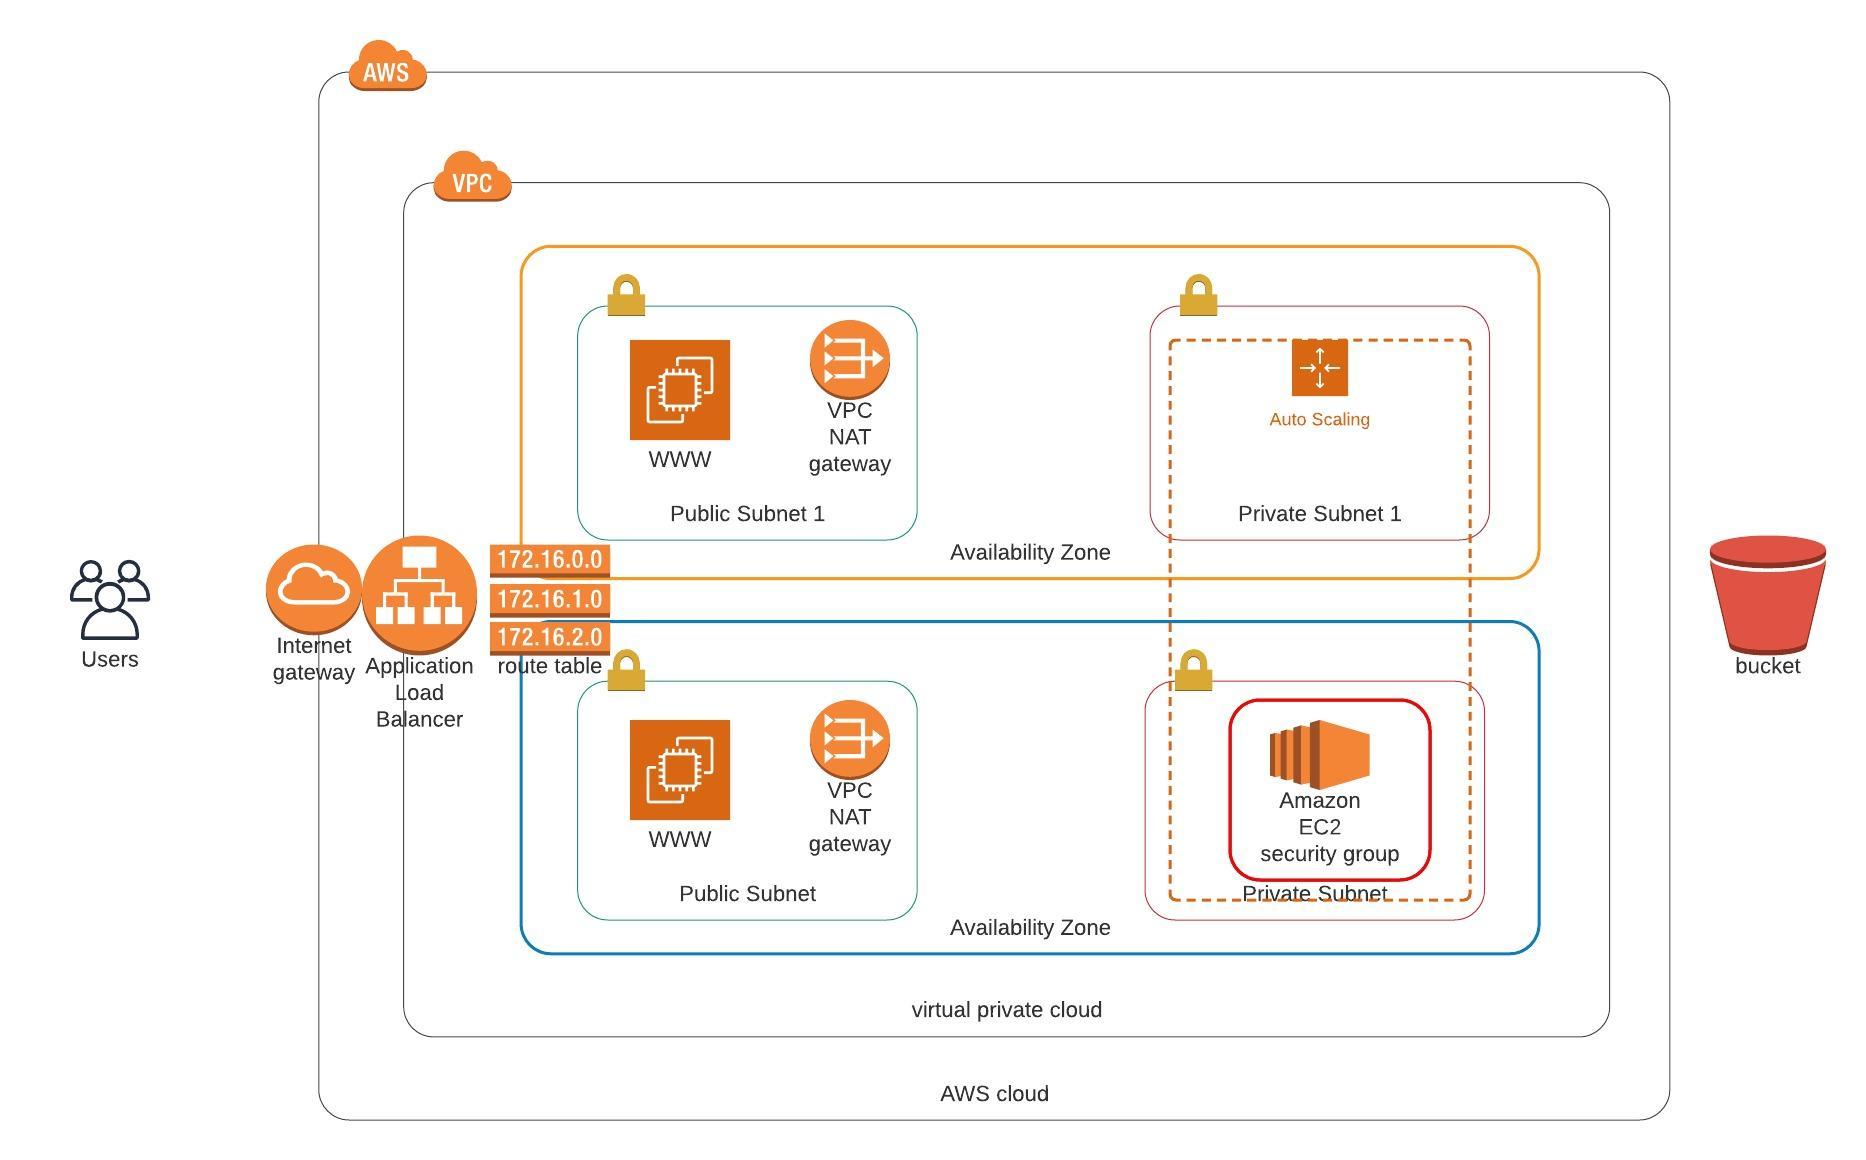 AWS
VPC
WWW
VPC
NAT
gateway
Public Subnet 1
Auto Scaling
Private Subnet 1
Availability Zone
172.16.0.0
172.16.1.0
172.16.2.0
route table
Users
Internet
gateway
Application
Load
Balancer
bucket
WWW
VPC
NAT
gateway
Public Subnet
Amazon
EC2
security group
Private Subnet
Availability Zone
virtual private cloud
AWS cloud